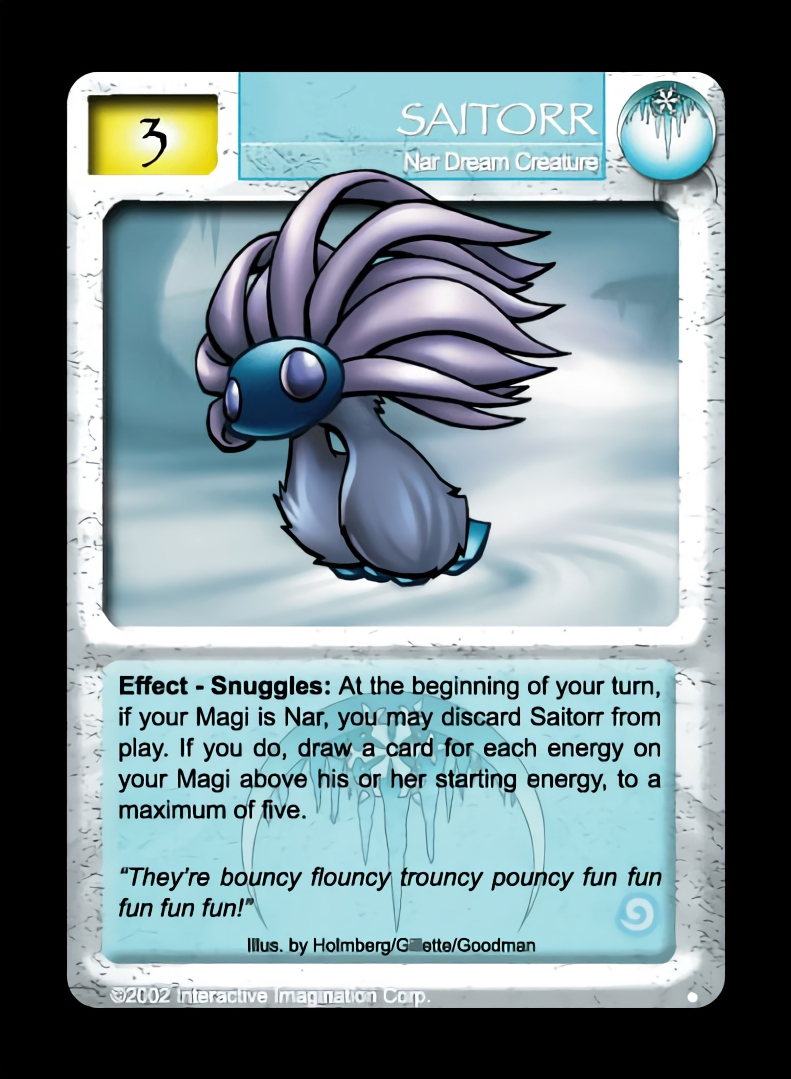 3
SAITORR
Nar Dream Creature
Effect - Snuggles: At the beginning of your turn,
if your Magi is Nar, you may discard Saitorr from
play. If you do, draw a card for each energy on
your Magi above his or her starting energy, to a
maximum of five.
“They’re bouncy flouncy trouncy pouncy fun fun
fun fun fun!”
Illus. by Holmberg/Goodman
©2002 Interactive Imagination Corp.